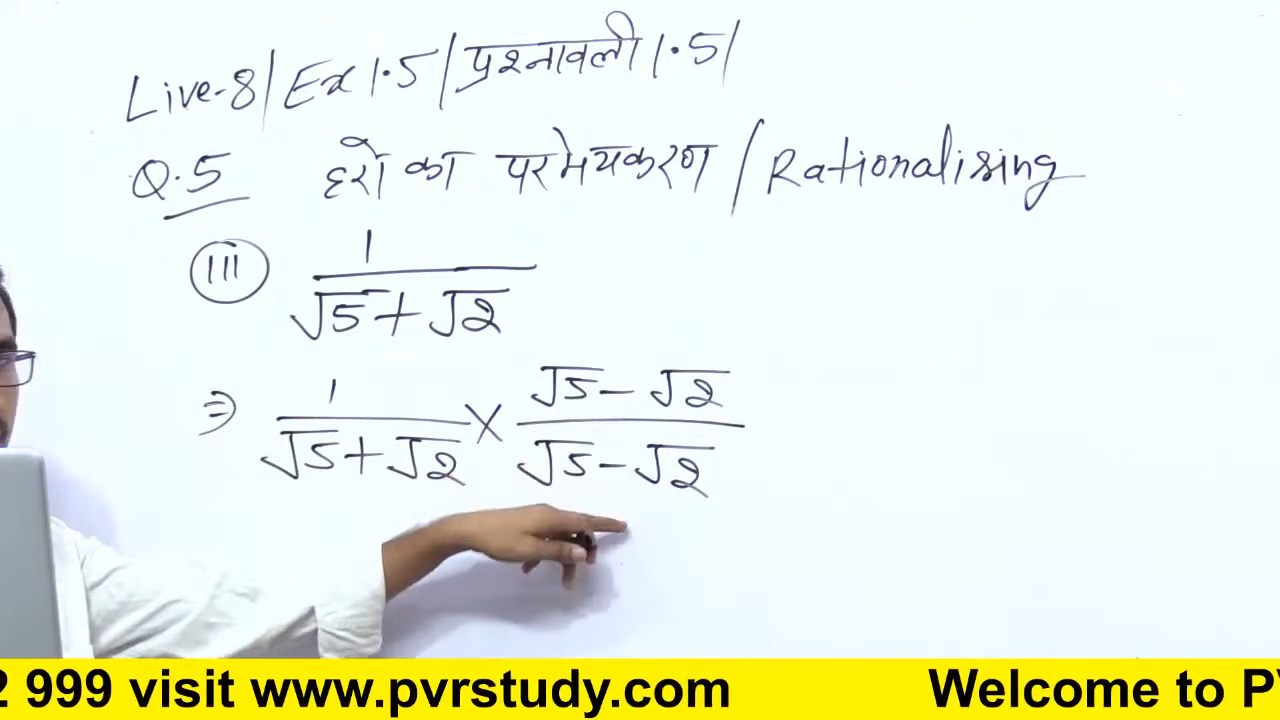 Live-8/ Ex 1.5/ प्रश्नावली 1.5/
Q.5 हरों का परिमेयकरण / Rationalising
(iii) 1/(√5+√2)
⇒ 1/(√5+√2) × (√5-√2)/(√5-√2)
2 999 visit www.pvrstudy.com Welcome to PV